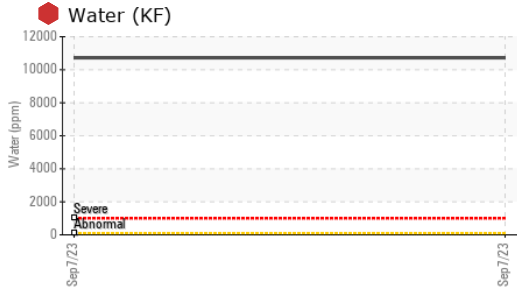 Water (KF)
12000
10000
8000
6000
4000
2000
0
Water (ppm)
Severe
Abnormal
Sep7/23
Sep7/23